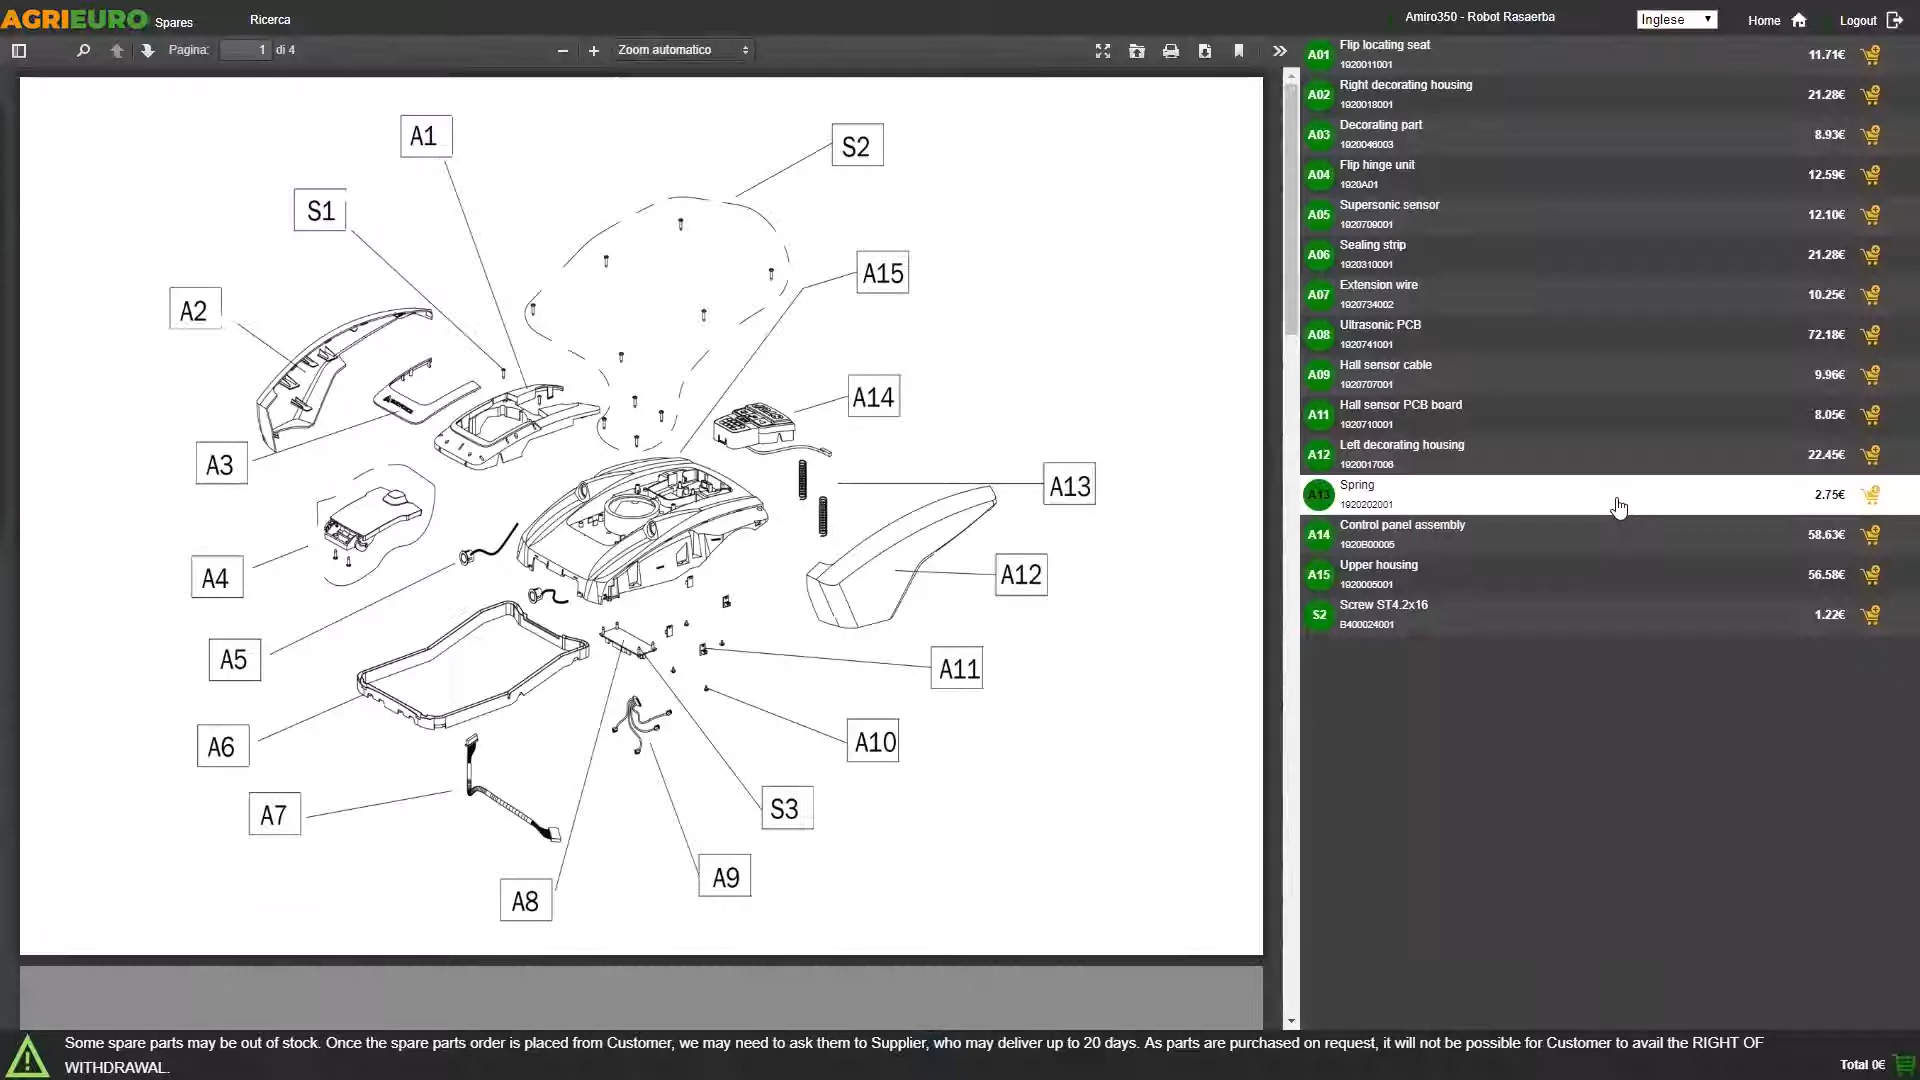 AGRIEURO Spares
Ricerca
Amiro350 - Robot Rasaerba
Inglese
Home
Logout
Pagina: 1 di 4
Zoom automatico
A1
S2
S1
A15
A2
A14
A3
A13
A4
A12
A5
A11
A6
A10
A7
S3
A9
A8
A01 Flip locating seat 11.71€
1920011001
A02 Right decorating housing 21.28€
1920018001
A03 Decorating part 8.93€
1920046003
A04 Flip hinge unit 12.59€
1920A01
A05 Supersonic sensor 12.10€
1920709001
A06 Sealing strip 21.28€
1920310001
A07 Extension wire 10.25€
1920734002
A08 Ultrasonic PCB 72.18€
1920741001
A09 Hall sensor cable 9.96€
1920707001
A11 Hall sensor PCB board 8.05€
1920710001
A12 Left decorating housing 22.45€
1920017006
A13 Spring 2.75€
1920202001
A14 Control panel assembly 58.63€
1920B00005
A15 Upper housing 56.58€
1920005001
S2 Screw ST4.2x16 1.22€
B400024001
Some spare parts may be out of stock. Once the spare parts order is placed from Customer, we may need to ask them to Supplier, who may deliver up to 20 days. As parts are purchased on request, it will not be possible for Customer to avail the RIGHT OF
WITHDRAWAL.
Total 0€